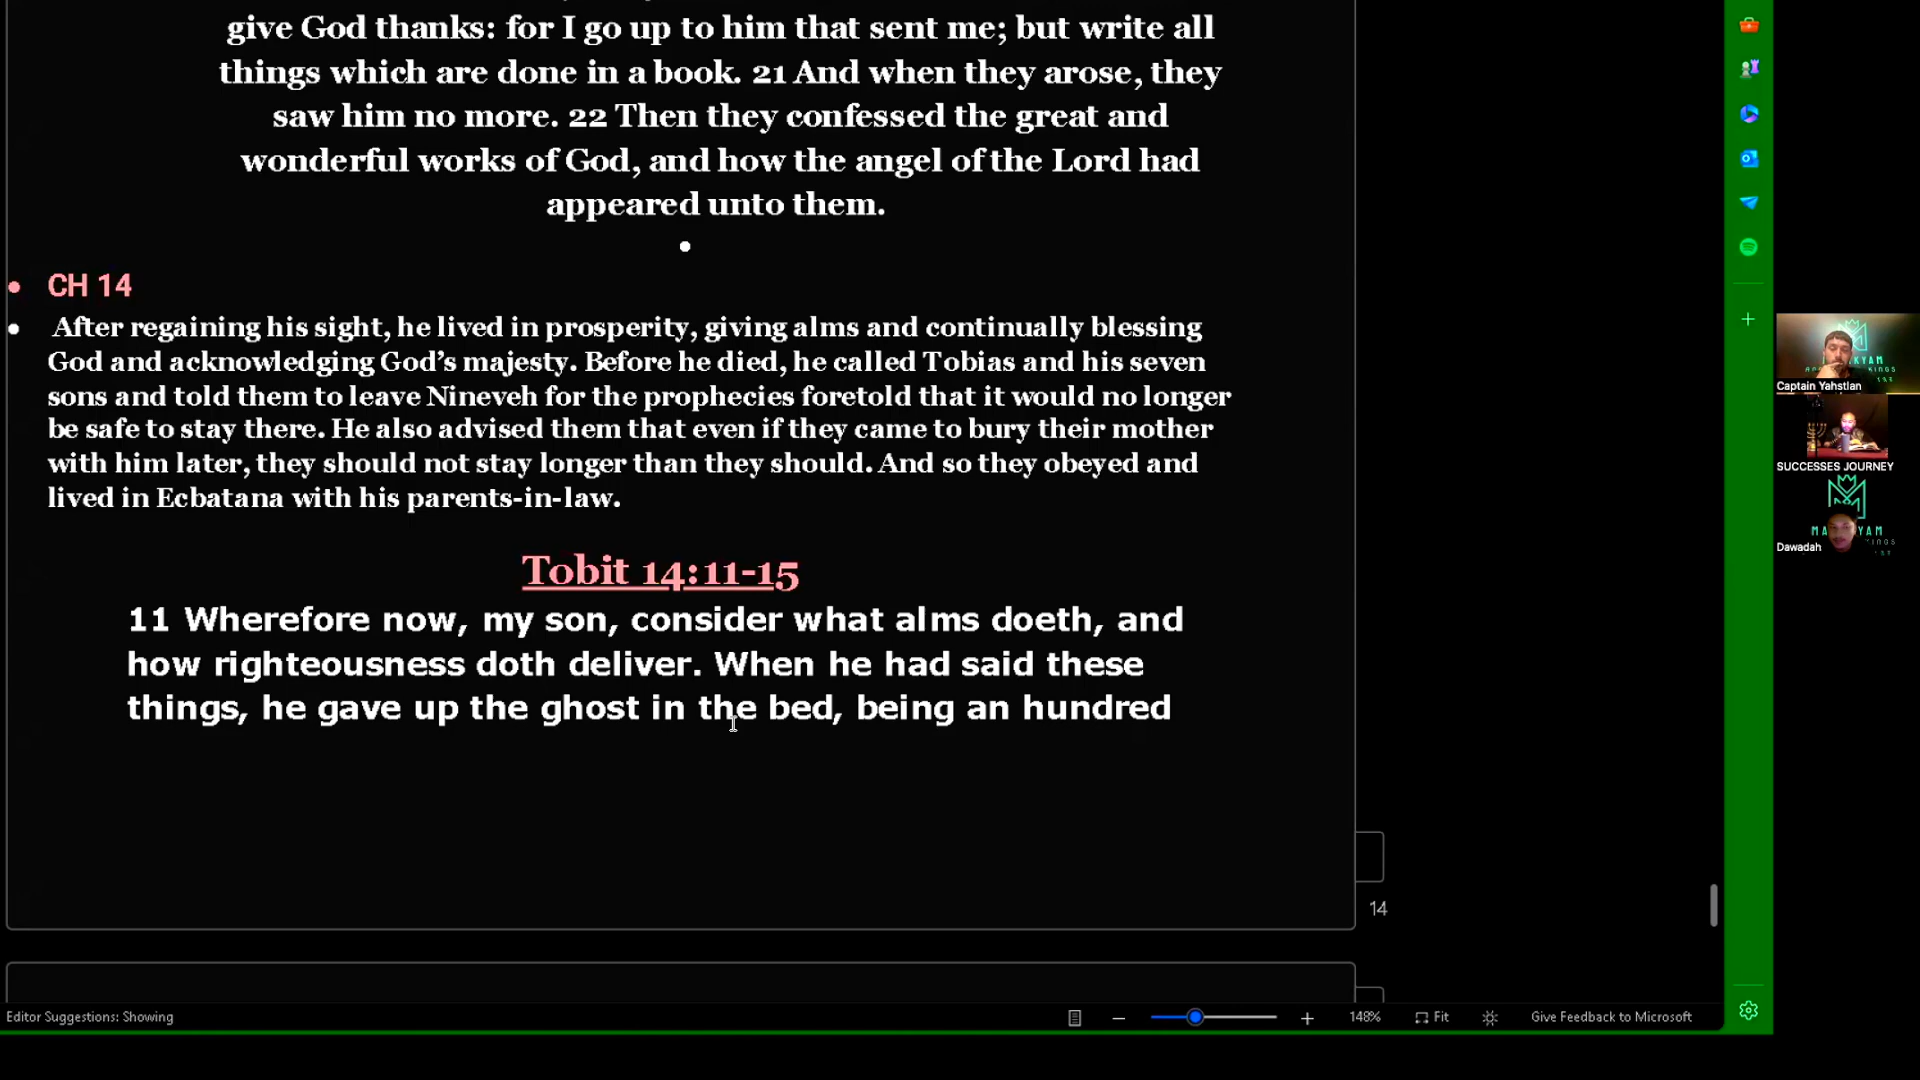 give God thanks: for I go up to him that sent me; but write all
things which are done in a book. 21 And when they arose, they
saw him no more. 22 Then they confessed the great and
wonderful works of God, and how the angel of the Lord had
appeared unto them.
CH 14
After regaining his sight, he lived in prosperity, giving alms and continually blessing
God and acknowledging God's majesty. Before he died, he called Tobias and his seven
sons and told them to leave Nineveh for the prophecies foretold that it would no longer
be safe to stay there. He also advised them that even if they came to bury their mother
with him later, they should not stay longer than they should. And so they obeyed and
lived in Ecbatana with his parents-in-law.
Tobit 14:11-15
11 Wherefore now, my son, consider what alms doeth, and
how righteousness doth deliver. When he had said these
things, he gave up the ghost in the bed, being an hundred
14
Captain Yahstlan
SUCCESSES JOURNEY
Dawadah
Editor Suggestions: Showing
148%
Fit
Give Feedback to Microsoft